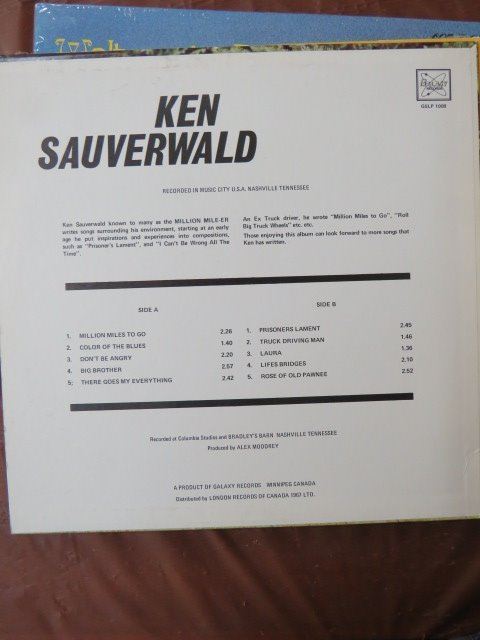 GALAXY
RECORDS
GSLP 1008
KEN
SAUVERWALD
RECORDED IN MUSIC CITY U.S.A. NASHVILLE TENNESSEE
Ken Sauverwald known to many as the MILLION MILE-ER
writes songs surrounding his environment, starting at an early
age he put inspirations and experiences into compositions,
such as "Prisoner's Lament", and "I Can't Be Wrong All The
Time".
An Ex Truck driver, he wrote "Million Miles to Go", "Roll
Big Truck Wheels" etc. etc.
Those enjoying this album can look forward to more songs that
Ken has written.
SIDE A
1. MILLION MILES TO GO 2.26
2. COLOR OF THE BLUES 1.40
3. DON'T BE ANGRY 2.20
4. BIG BROTHER 2.57
5; THERE GOES MY EVERYTHING 2.42
SIDE B
1. PRISONERS LAMENT 2.45
2. TRUCK DRIVING MAN 1.46
3. LAURA 1.36
4. LIFES BRIDGES 2.10
5. ROSE OF OLD PAWNEE 2.52
Recorded at Columbia Studios and BRADLEY'S BARN NASHVILLE TENNESSEE
Produced by ALEX MOODREY
A PRODUCT OF GALAXY RECORDS WINNIPEG CANADA
Distributed by LONDON RECORDS OF CANADA 1967 LTD.